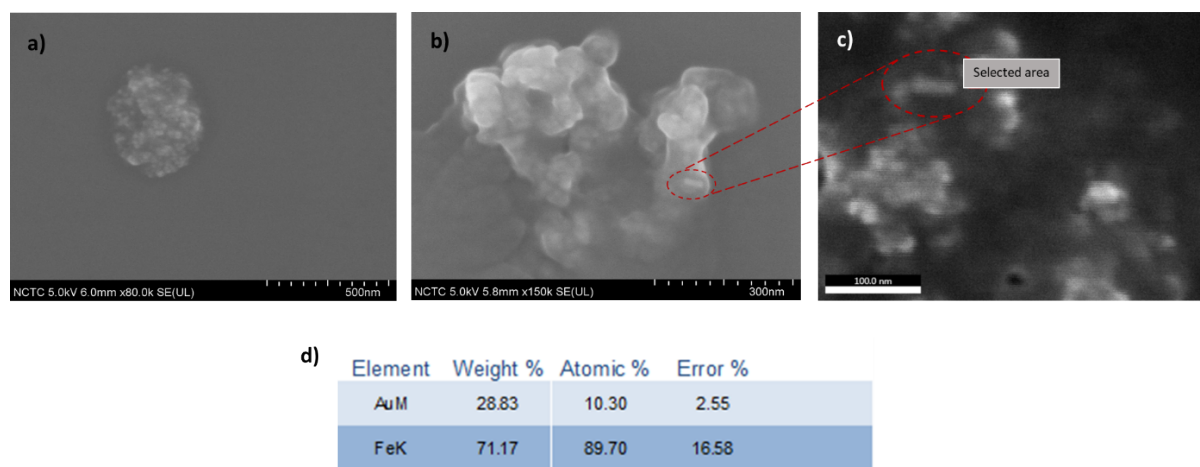 a)
NCTC 5.0kV 6.0mm x80.0k SE(UL) 500nm
b)
NCTC 5.0kV 5.8mm x150k SE(UL) 300nm
c)
Selected area
100.0 nm
d)
Element Weight % Atomic % Error %
AuM 28.83 10.30 2.55
FeK 71.17 89.70 16.58